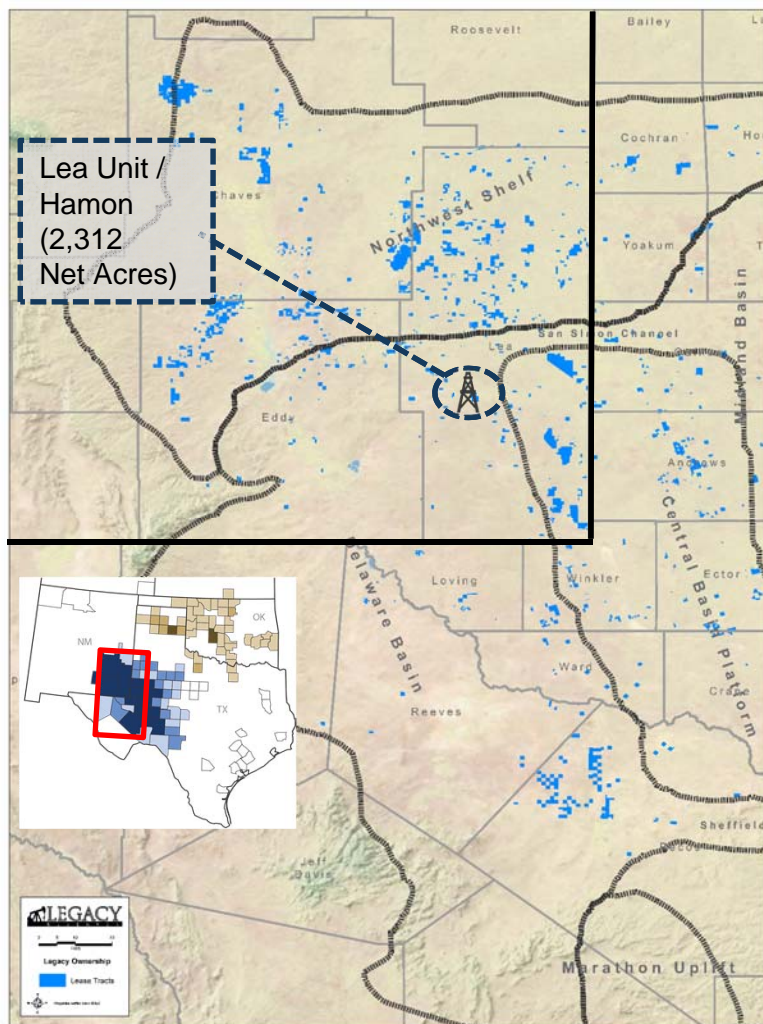 Roosevelt
Bailey
Cochran
Lea Unit /
Hamon
(2,312
Net Acres)
Chaves
Northwest Shelf
Yoakum
San Simon Channel
Lea
Midland Basin
Eddy
Andrews
Central Basin Platform
Delaware Basin
Loving
Winkler
Ector
NM
OK
TX
Ward
Crane
Reeves
Sheffield
Pecos
Jeff
Davis
Marathon Uplift
LEGACY
Legacy Ownership
Lease Tracts